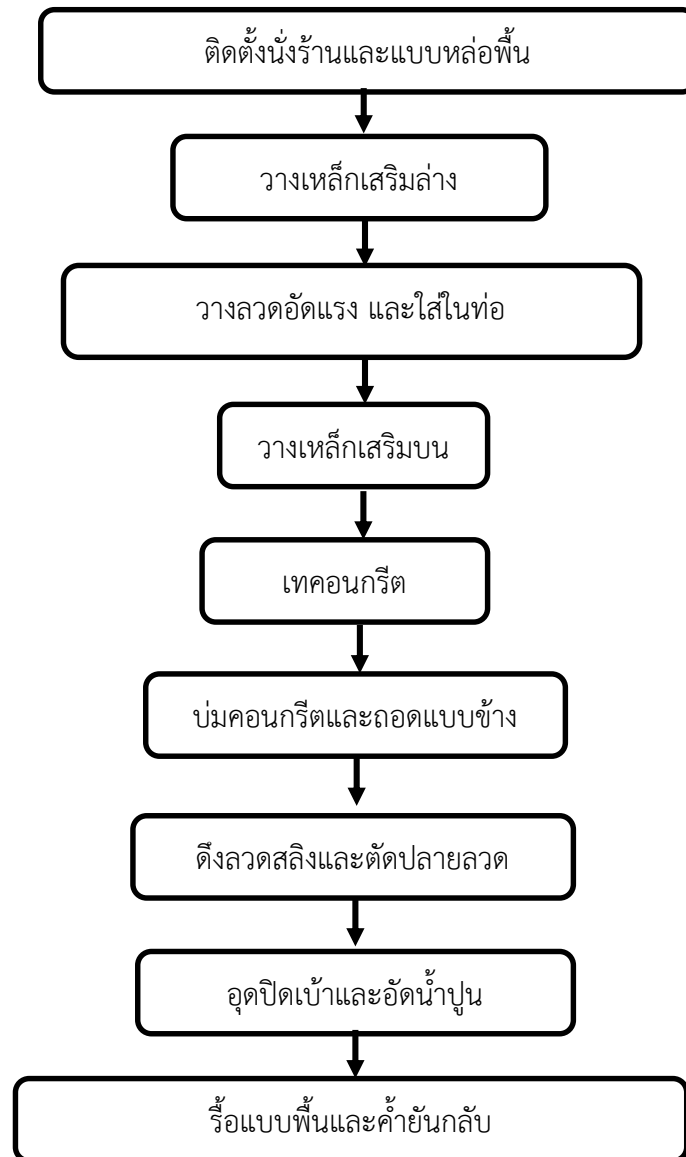 ติดตั้งนั่งร้านและแบบหล่อพื้น
วางเหล็กเสริมล่าง
วางลวดอัดแรง และใส่ในท่อ
วางเหล็กเสริมบน
เทคอนกรีต
บ่มคอนกรีตและถอดแบบข้าง
ดึงลวดสลิงและตัดปลายลวด
อุดปิดเบ้าและอัดน้ำปูน
รื้อแบบพื้นและค้ำยันกลับ